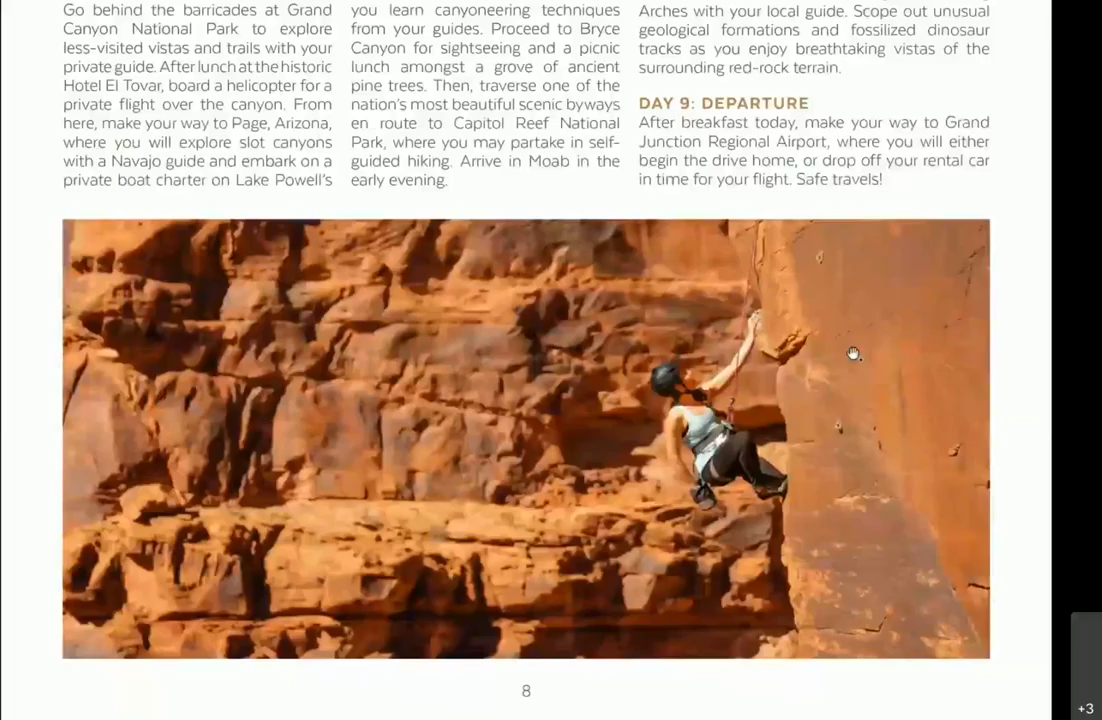 Go behind the barricades at Grand
Canyon National Park to explore
less-visited vistas and trails with your
private guide. After lunch at the historic
Hotel El Tovar, board a helicopter for a
private flight over the canyon. From
here, make your way to Page, Arizona,
where you will explore slot canyons
with a Navajo guide and embark on a
private boat charter on Lake Powell's
you learn canyoneering techniques
from your guides. Proceed to Bryce
Canyon for sightseeing and a picnic
lunch amongst a grove of ancient
pine trees. Then, traverse one of the
nation's most beautiful scenic byways
en route to Capitol Reef National
Park, where you may partake in self-
guided hiking. Arrive in Moab in the
early evening.
Arches with your local guide. Scope out unusual
geological formations and fossilized dinosaur
tracks as you enjoy breathtaking vistas of the
surrounding red-rock terrain.
DAY 9: DEPARTURE
After breakfast today, make your way to Grand
Junction Regional Airport, where you will either
begin the drive home, or drop off your rental car
in time for your flight. Safe travels!
8
+3